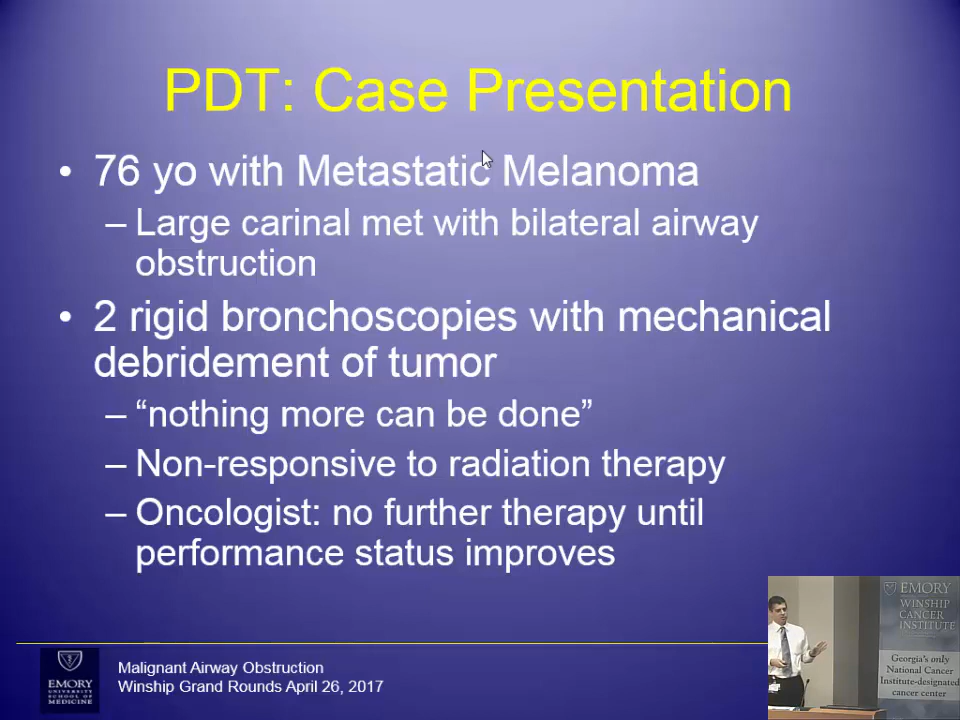 PDT: Case Presentation
• 76 yo with Metastatic Melanoma
– Large carinal met with bilateral airway
obstruction
• 2 rigid bronchoscopies with mechanical
debridement of tumor
– “nothing more can be done”
– Non-responsive to radiation therapy
– Oncologist: no further therapy until
performance status improves
EMORY
UNIVERSITY
SCHOOL OF
MEDICINE
Malignant Airway Obstruction
Winship Grand Rounds April 26, 2017
EMORY
WINSHIP
CANCER
INSTITUTE
Georgia's only
National Cancer
Institute-designated
cancer center